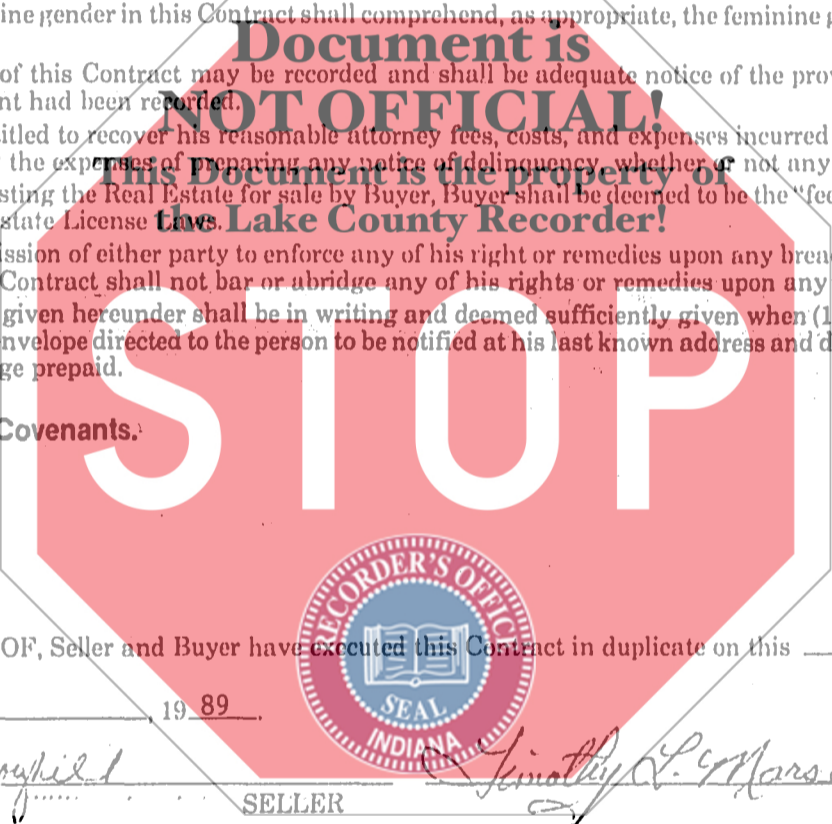 ine gender in this Contract shall comprehend, as appropriate, the feminine
Document is
of this Contract may be recorded and shall be adequate notice of the pro
nt had been recorded.
NOT OFFICIAL!
itled to recover his reasonable attorney fees, costs, and expenses incurred
the expenses of preparing any notice of delinquency, whether or not any
This Document is the property of
sting the Real Estate for sale by Buyer, Buyer shall be deemed to be the "fee
state License Laws.
the Lake County Recorder!
ission of either party to enforce any of his right or remedies upon any brea
Contract shall not bar or abridge any of his rights or remedies upon any
given hereunder shall be in writing and deemed sufficiently given when (1
nvelope directed to the person to be notified at his last known address and d
ge prepaid.
STOP
Covenants.
RECORDER'S OFFICE
OF, Seller and Buyer have executed this Contract in duplicate on this
SEAL
, 19 89 .
INDIANA
Timothy L. Mars
SELLER